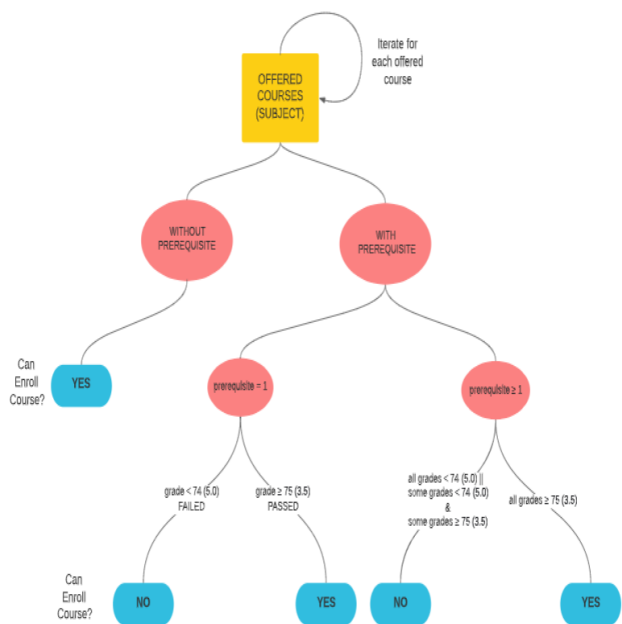 Iterate for
each offered
course
OFFERED
COURSES
(SUBJECT)
WITHOUT
PREREQUISITE
WITH
PREREQUISITE
Can
Enroll
Course?
YES
prerequisite = 1
prerequisite ≥ 1
grade < 74 (5.0)
FAILED
grade ≥ 75 (3.5)
PASSED
all grades < 74 (5.0) ||
some grades < 74 (5.0)
&
some grades ≥ 75 (3.5)
all grades ≥ 75 (3.5)
Can
Enroll
Course?
NO
YES
NO
YES